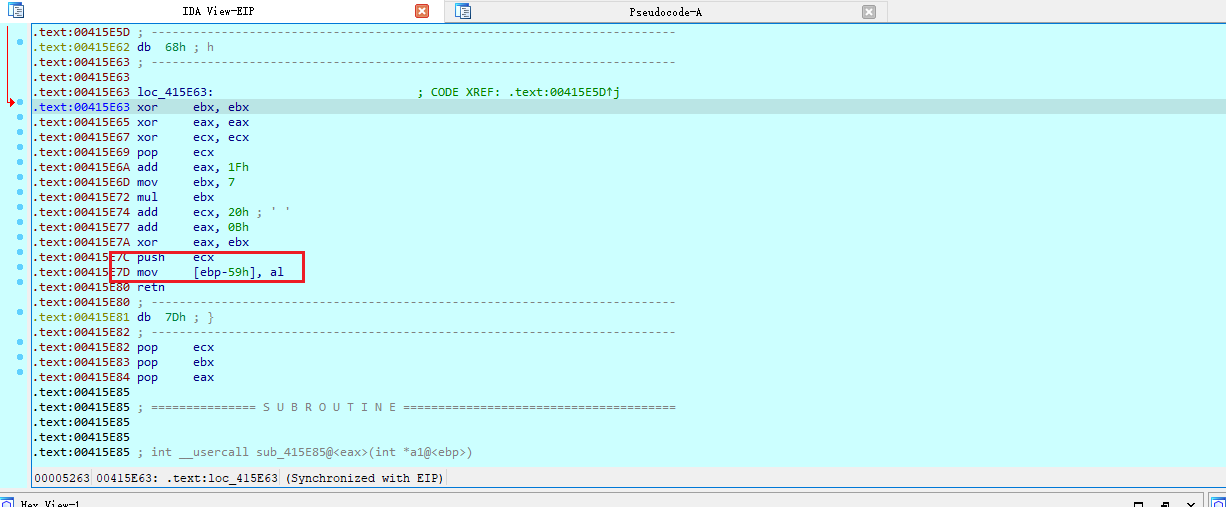 IDA View-EIP Pseudocode-A
.text:00415E5D ; ---------------------------------------------------------------------------
.text:00415E62 db 68h ; h
.text:00415E63 ; ---------------------------------------------------------------------------
.text:00415E63
.text:00415E63 loc_415E63: ; CODE XREF: .text:00415E5D↑j
.text:00415E63 xor ebx, ebx
.text:00415E65 xor eax, eax
.text:00415E67 xor ecx, ecx
.text:00415E69 pop ecx
.text:00415E6A add eax, 1Fh
.text:00415E6D mov ebx, 7
.text:00415E72 mul ebx
.text:00415E74 add ecx, 20h ; ' '
.text:00415E77 add eax, 0Bh
.text:00415E7A xor eax, ebx
.text:00415E7C push ecx
.text:00415E7D mov [ebp-59h], al
.text:00415E80 retn
.text:00415E80 ; ---------------------------------------------------------------------------
.text:00415E81 db 7Dh ; }
.text:00415E82 ; ---------------------------------------------------------------------------
.text:00415E82 pop ecx
.text:00415E83 pop ebx
.text:00415E84 pop eax
.text:00415E85
.text:00415E85 ; =============== S U B R O U T I N E =======================================
.text:00415E85
.text:00415E85
.text:00415E85 ; int __usercall sub_415E85@<eax>(int *a1@<ebp>)
00005263 00415E63: .text:loc_415E63 (Synchronized with EIP)
Hex View-1